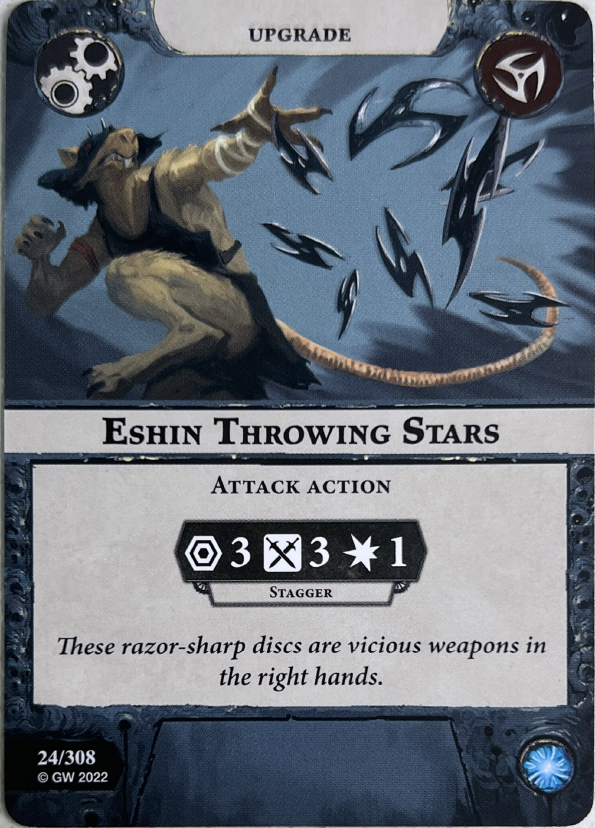 UPGRADE
ESHIN THROWING STARS
ATTACK ACTION
3 3 1
STAGGER
These razor-sharp discs are vicious weapons in
the right hands.
24/308
© GW 2022